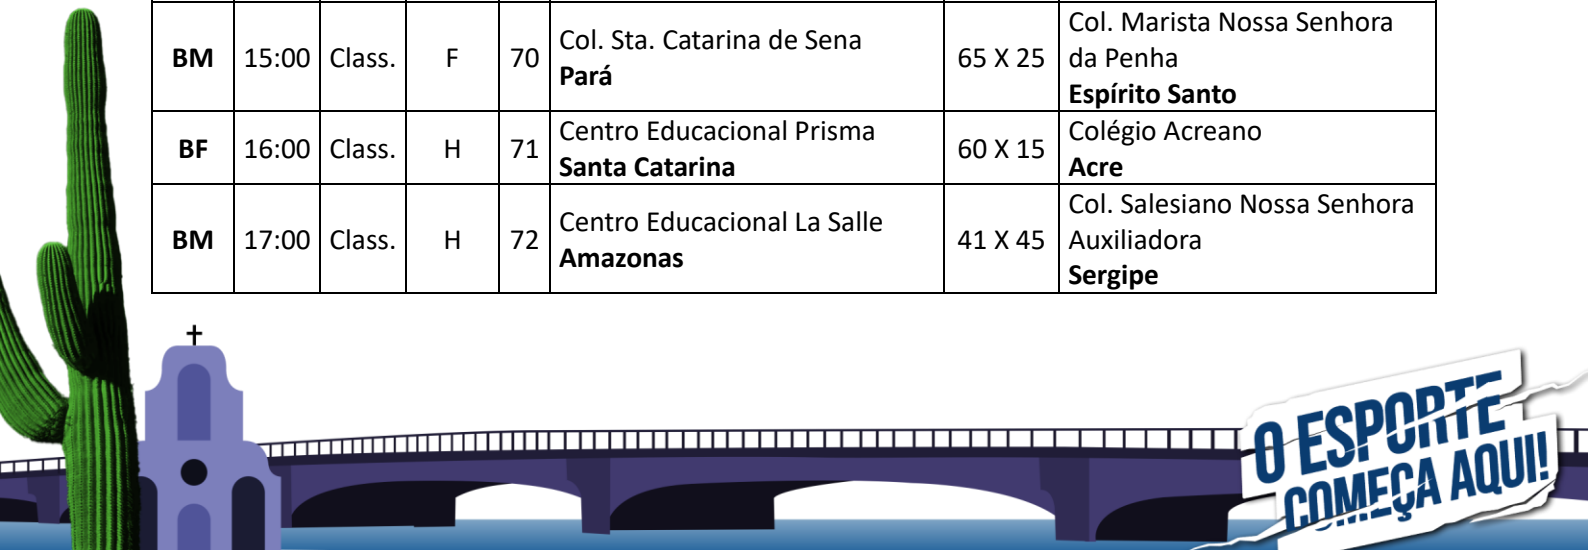 BM 15:00 Class. F 70 Col. Sta. Catarina de Sena Pará 65 X 25 Col. Marista Nossa Senhora da Penha Espírito Santo
BF 16:00 Class. H 71 Centro Educacional Prisma Santa Catarina 60 X 15 Colégio Acreano Acre
BM 17:00 Class. H 72 Centro Educacional La Salle Amazonas 41 X 45 Col. Salesiano Nossa Senhora Auxiliadora Sergipe
O ESPORTE
COMEÇA AQUI!